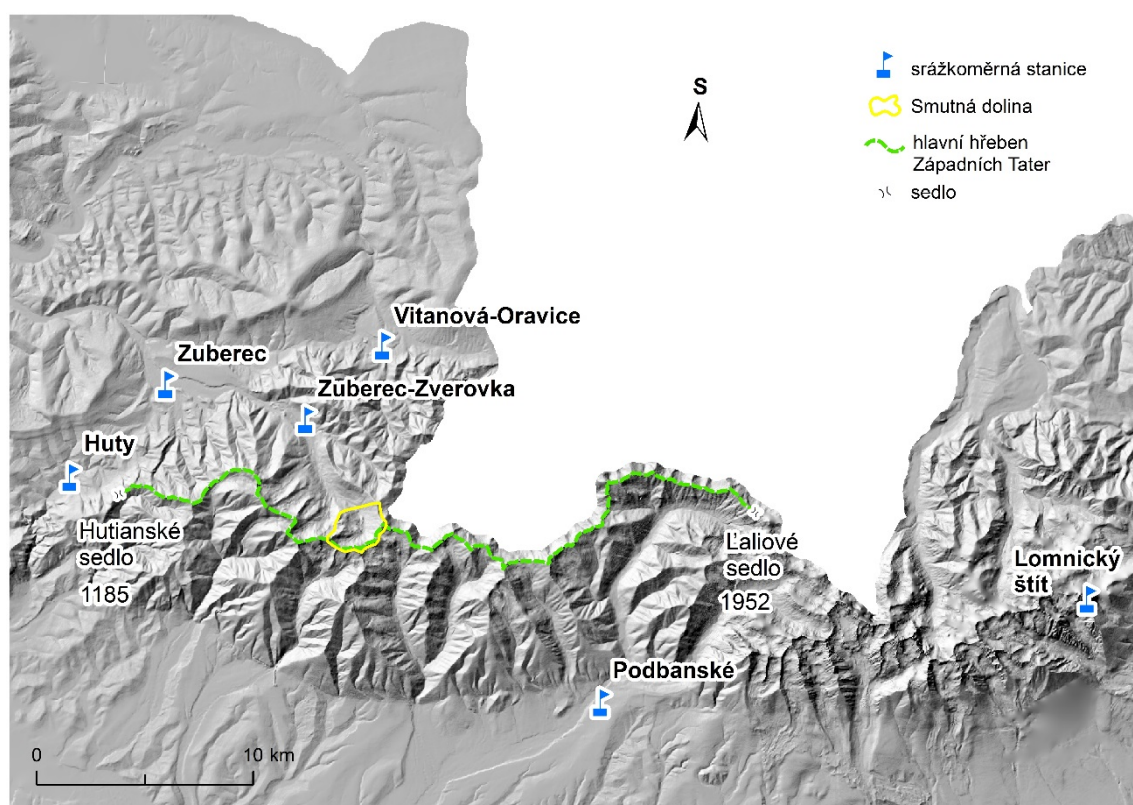 srážkoměrná stanice
S
Smutná dolina
hlavní hřeben
Západních Tater
sedlo
Vitanová-Oravice
Zuberec
Zuberec-Zverovka
Huty
Hutianské
sedlo
1185
Ľaliové
sedlo
1952
Lomnický
štít
Podbanské
0 10 km